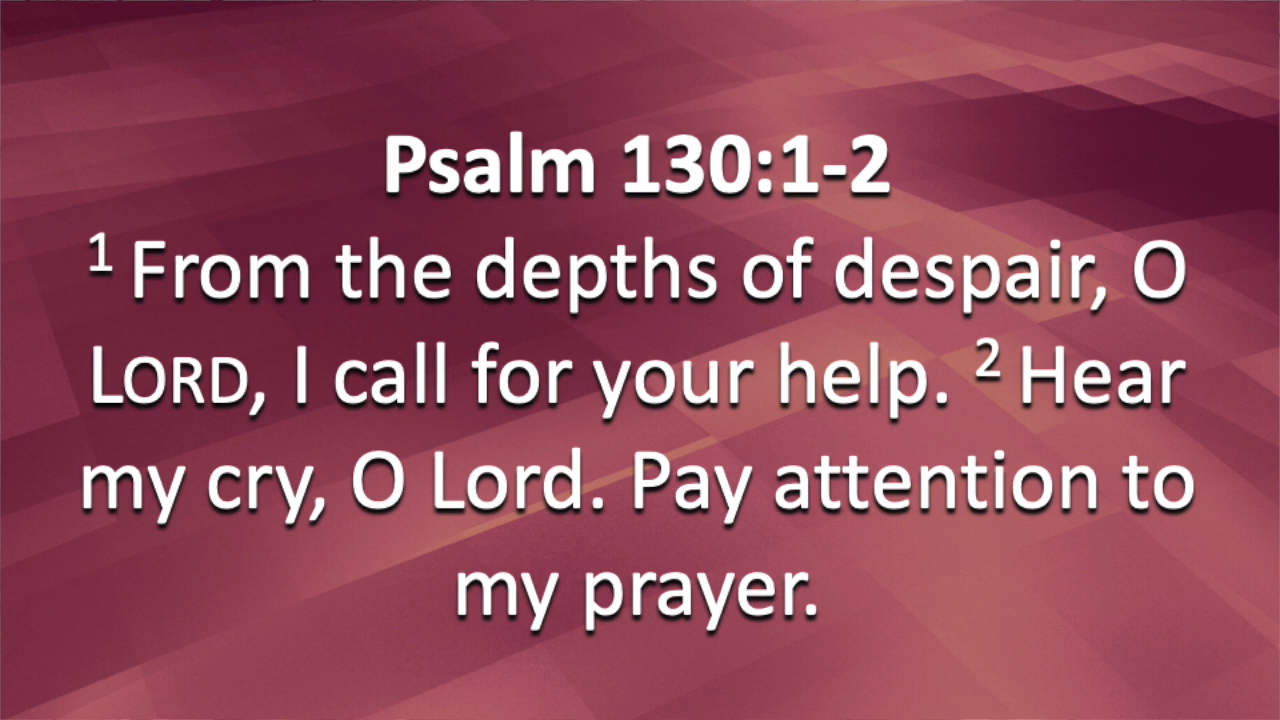 Psalm 130:1-2
¹ From the depths of despair, O
LORD, I call for your help. ² Hear
my cry, O Lord. Pay attention to
my prayer.